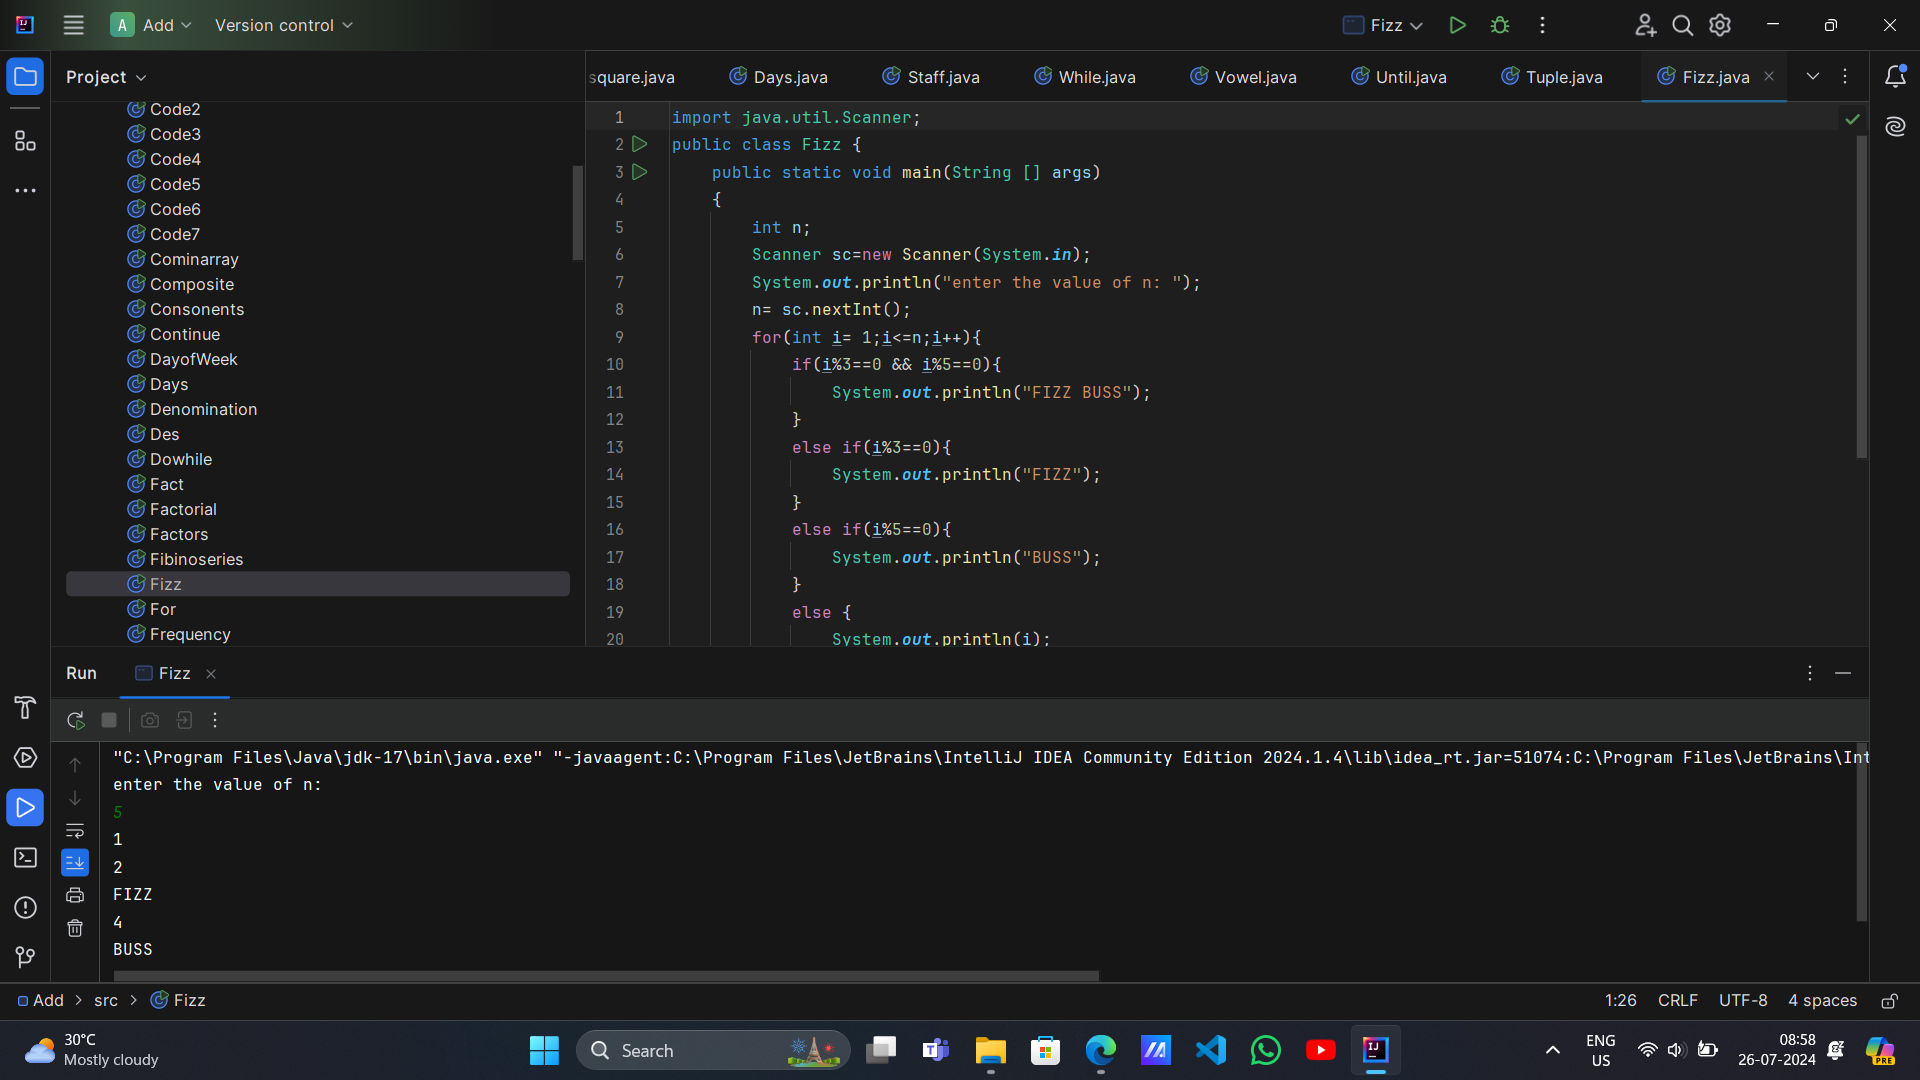 A Add Version control Fizz
Project
Code2
Code3
Code4
Code5
Code6
Code7
Cominarray
Composite
Consonents
Continue
DayofWeek
Days
Denomination
Des
Dowhile
Fact
Factorial
Factors
Fibinoseries
Fizz
For
Frequency
square.java Days.java Staff.java While.java Vowel.java Until.java Tuple.java Fizz.java
1 import java.util.Scanner;
2 public class Fizz {
3 public static void main(String [] args)
4 {
5 int n;
6 Scanner sc=new Scanner(System.in);
7 System.out.println("enter the value of n: ");
8 n= sc.nextInt();
9 for(int i= 1;i<=n;i++){
10 if(i%3==0 && i%5==0){
11 System.out.println("FIZZ BUSS");
12 }
13 else if(i%3==0){
14 System.out.println("FIZZ");
15 }
16 else if(i%5==0){
17 System.out.println("BUSS");
18 }
19 else {
20 System.out.println(i);
Run Fizz
"C:\Program Files\Java\jdk-17\bin\java.exe" "-javaagent:C:\Program Files\JetBrains\IntelliJ IDEA Community Edition 2024.1.4\lib\idea_rt.jar=51074:C:\Program Files\JetBrains\Int
enter the value of n:
5
1
2
FIZZ
4
BUSS
Add > src > Fizz 1:26 CRLF UTF-8 4 spaces
30°C
Mostly cloudy
Search
ENG
US
08:58
26-07-2024
PRE